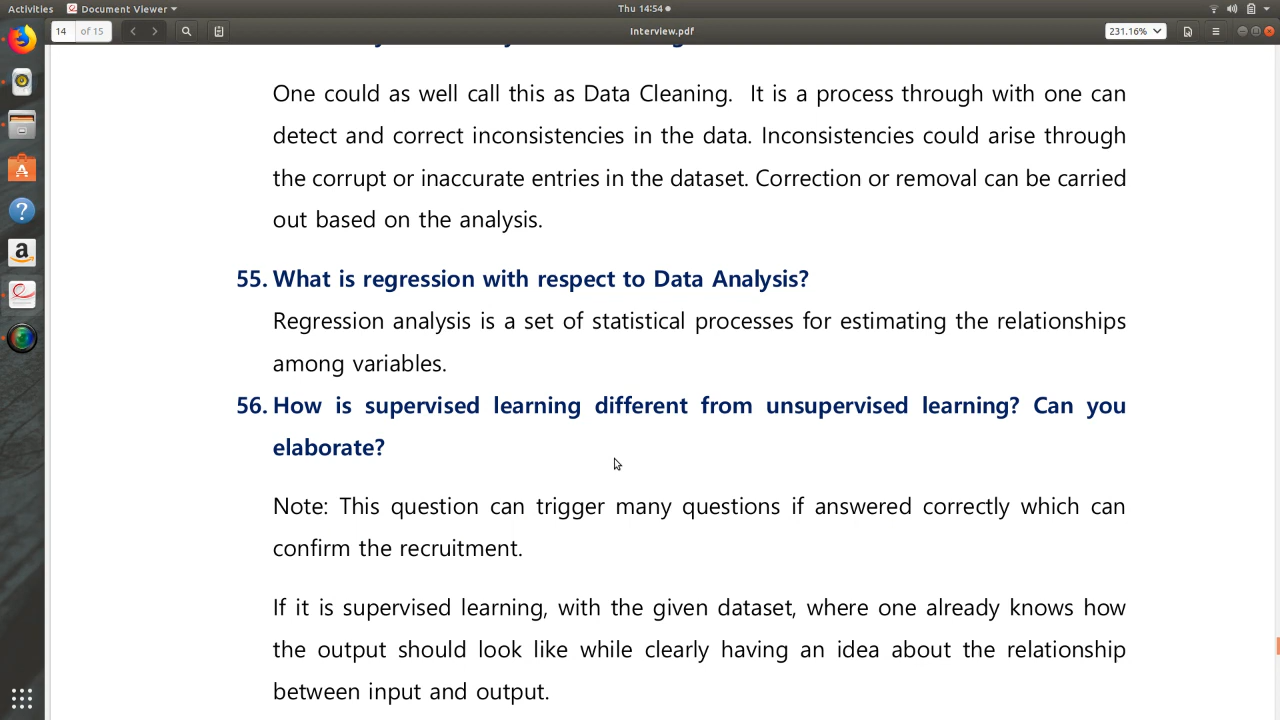 Activities Document Viewer Thu 14:54
14 of 15 Interview.pdf 231.16%
One could as well call this as Data Cleaning. It is a process through with one can
detect and correct inconsistencies in the data. Inconsistencies could arise through
the corrupt or inaccurate entries in the dataset. Correction or removal can be carried
out based on the analysis.
55. What is regression with respect to Data Analysis?
Regression analysis is a set of statistical processes for estimating the relationships
among variables.
56. How is supervised learning different from unsupervised learning? Can you
elaborate?
Note: This question can trigger many questions if answered correctly which can
confirm the recruitment.
If it is supervised learning, with the given dataset, where one already knows how
the output should look like while clearly having an idea about the relationship
between input and output.